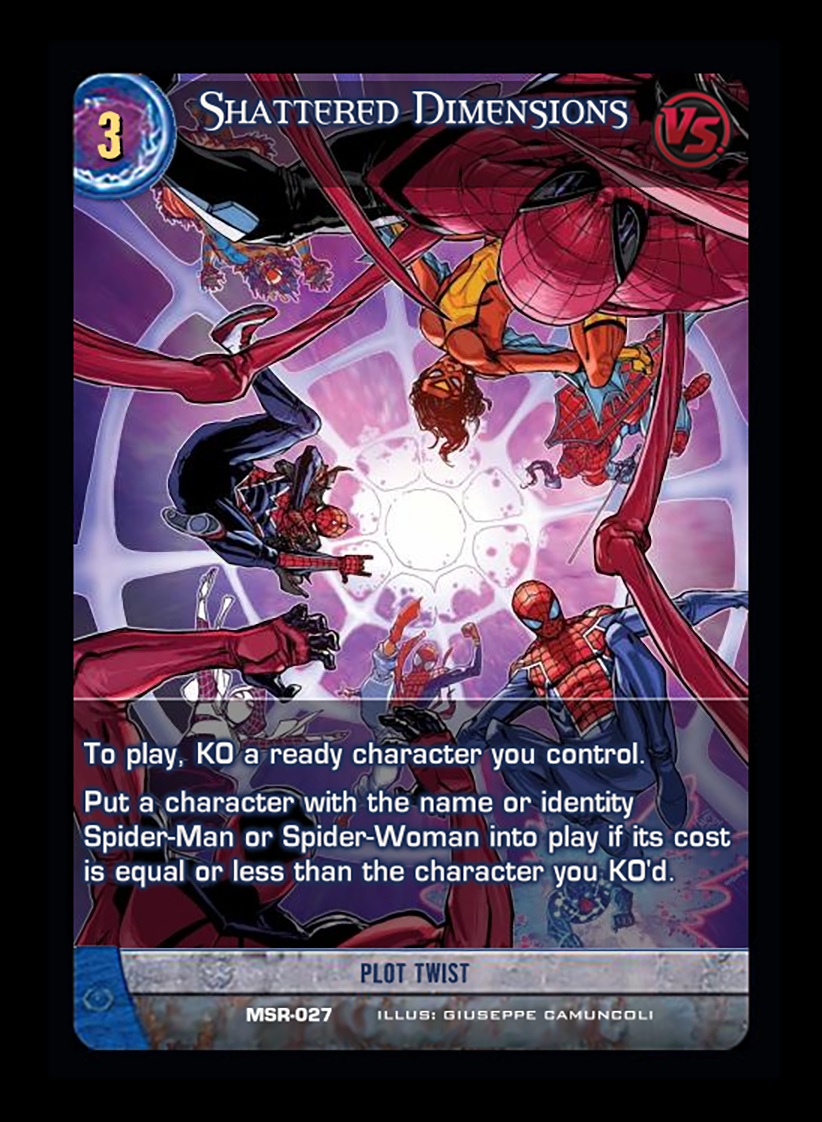 3
Shattered Dimensions
VS.
To play, KO a ready character you control.
Put a character with the name or identity
Spider-Man or Spider-Woman into play if its cost
is equal or less than the character you KO'd.
PLOT TWIST
MSR-027 ILLUS: GIUSEPPE CAMUNCOLI